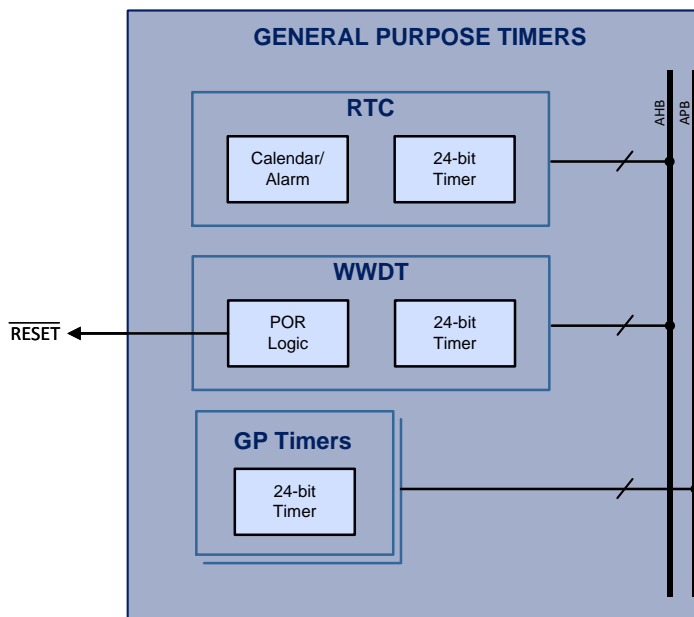 GENERAL PURPOSE TIMERS
AHB
APB
RTC
Calendar/
Alarm
24-bit
Timer
WWDT
RESET
POR
Logic
24-bit
Timer
GP Timers
24-bit
Timer